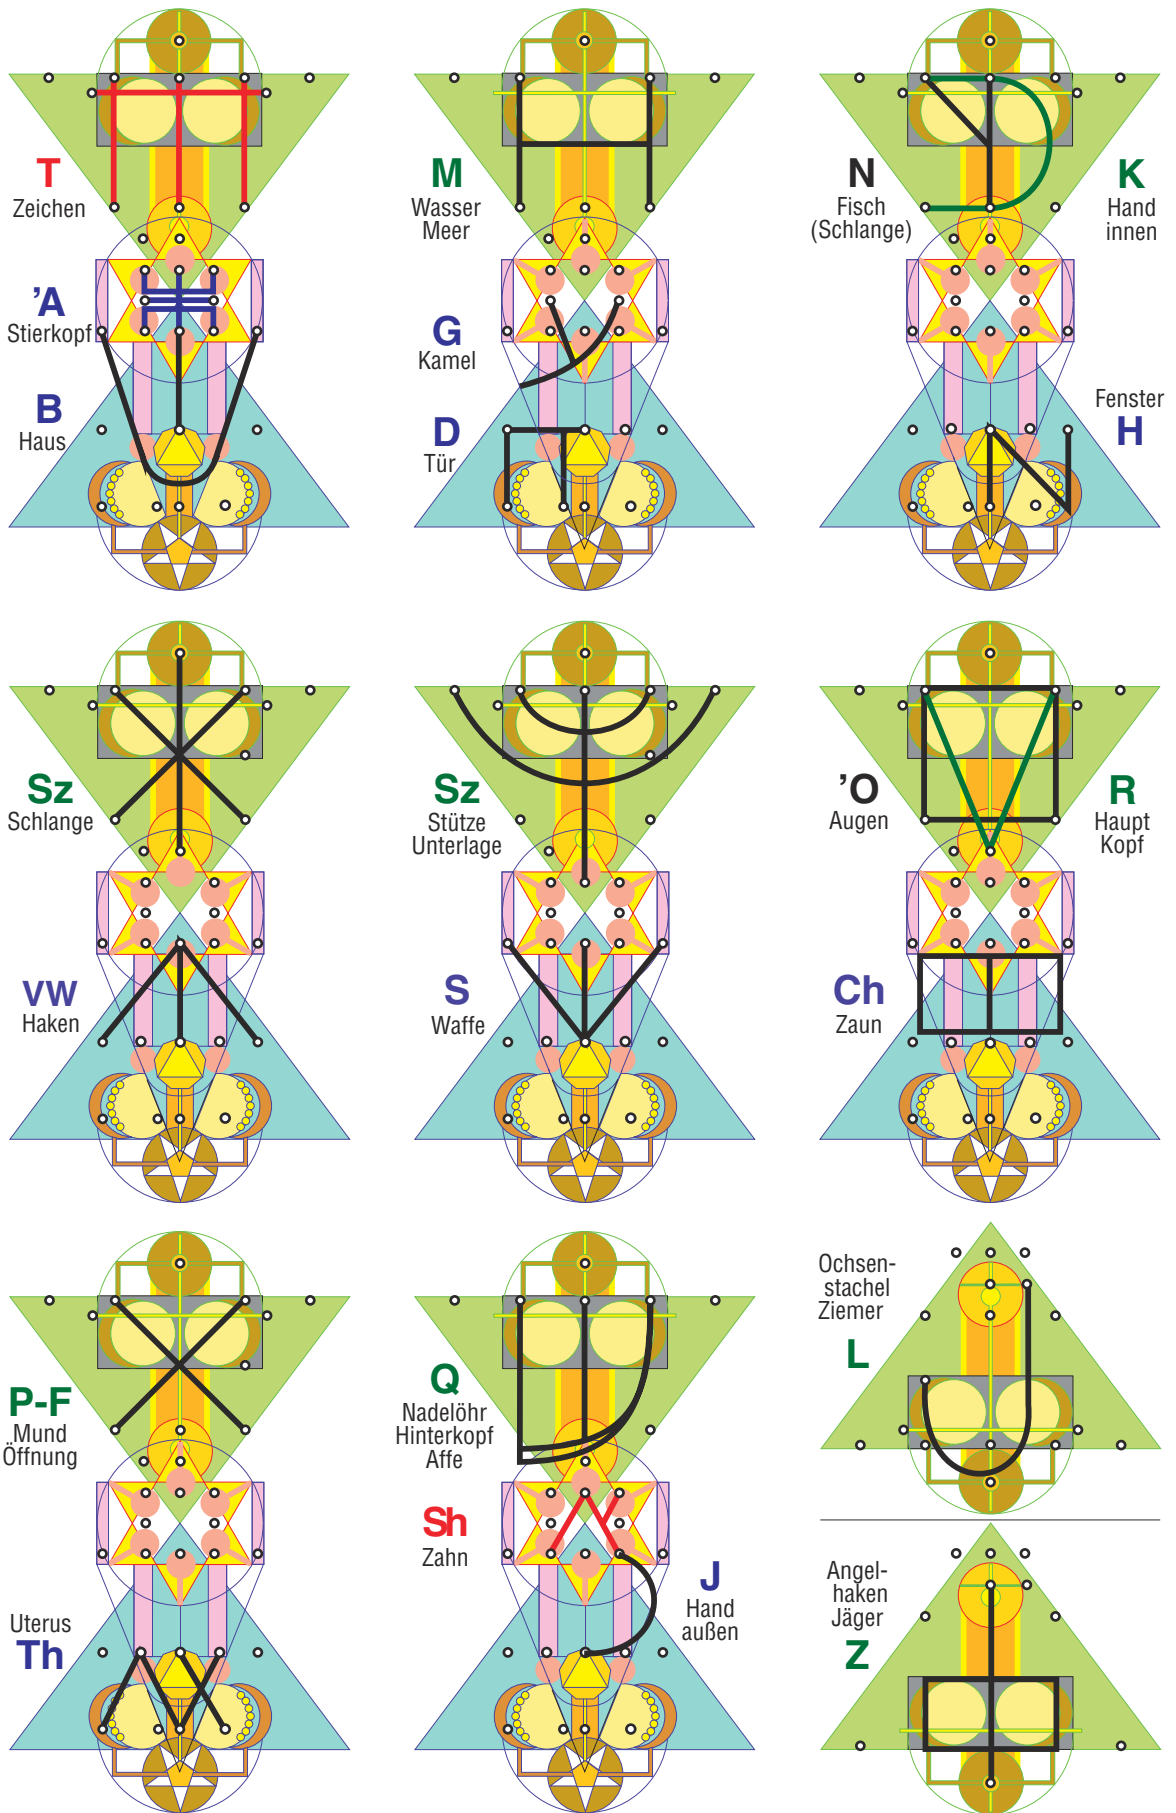 T
Zeichen
'A
Stierkopf
B
Haus
M
Wasser
Meer
G
Kamel
D
Tür
N
Fisch
(Schlange)
K
Hand
innen
Fenster
H
Sz
Schlange
VW
Haken
Sz
Stütze
Unterlage
S
Waffe
'O
Augen
R
Haupt
Kopf
Ch
Zaun
P-F
Mund
Öffnung
Uterus
Th
Q
Nadelöhr
Hinterkopf
Affe
Sh
Zahn
J
Hand
außen
Ochsen-
stachel
Ziemer
L
Angel-
haken
Jäger
Z